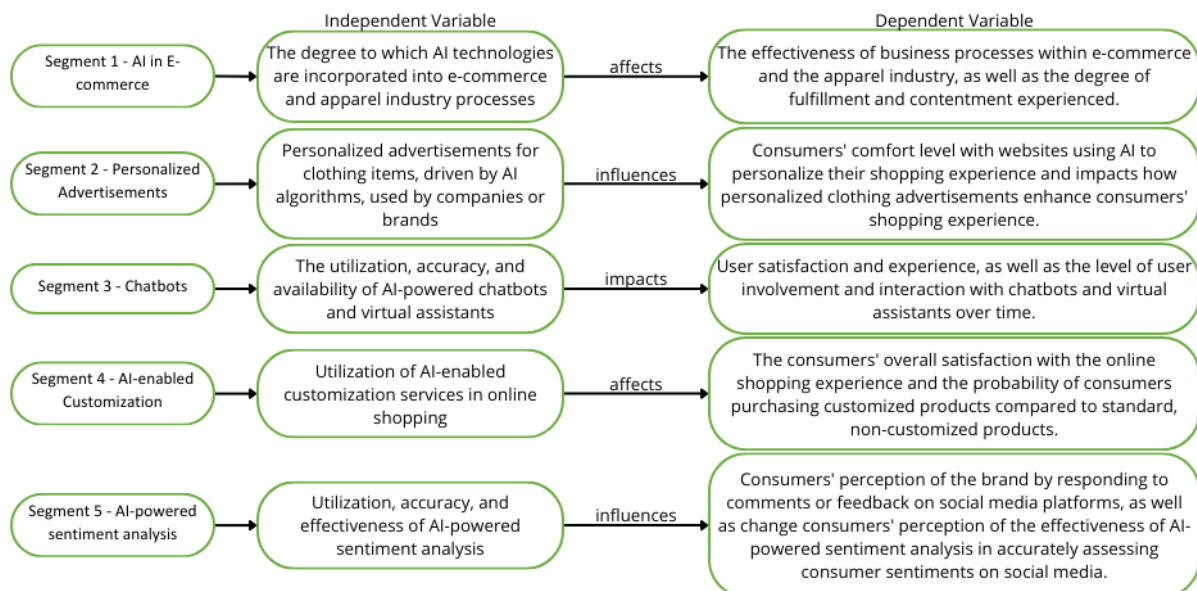 Independent Variable
Dependent Variable
Segment 1 - AI in E-
commerce
The degree to which AI technologies
are incorporated into e-commerce
and apparel industry processes
affects
The effectiveness of business processes within e-commerce
and the apparel industry, as well as the degree of
fulfillment and contentment experienced.
Segment 2 - Personalized
Advertisements
Personalized advertisements for
clothing items, driven by AI
algorithms, used by companies or
brands
influences
Consumers' comfort level with websites using AI to
personalize their shopping experience and impacts how
personalized clothing advertisements enhance consumers'
shopping experience.
Segment 3 - Chatbots
The utilization, accuracy, and
availability of AI-powered chatbots
and virtual assistants
impacts
User satisfaction and experience, as well as the level of user
involvement and interaction with chatbots and virtual
assistants over time.
Segment 4 - AI-enabled
Customization
Utilization of AI-enabled
customization services in online
shopping
affects
The consumers' overall satisfaction with the online
shopping experience and the probability of consumers
purchasing customized products compared to standard,
non-customized products.
Segment 5 - AI-powered
sentiment analysis
Utilization, accuracy, and
effectiveness of AI-powered
sentiment analysis
influences
Consumers' perception of the brand by responding to
comments or feedback on social media platforms, as well
as change consumers' perception of the effectiveness of AI-
powered sentiment analysis in accurately assessing
consumer sentiments on social media.